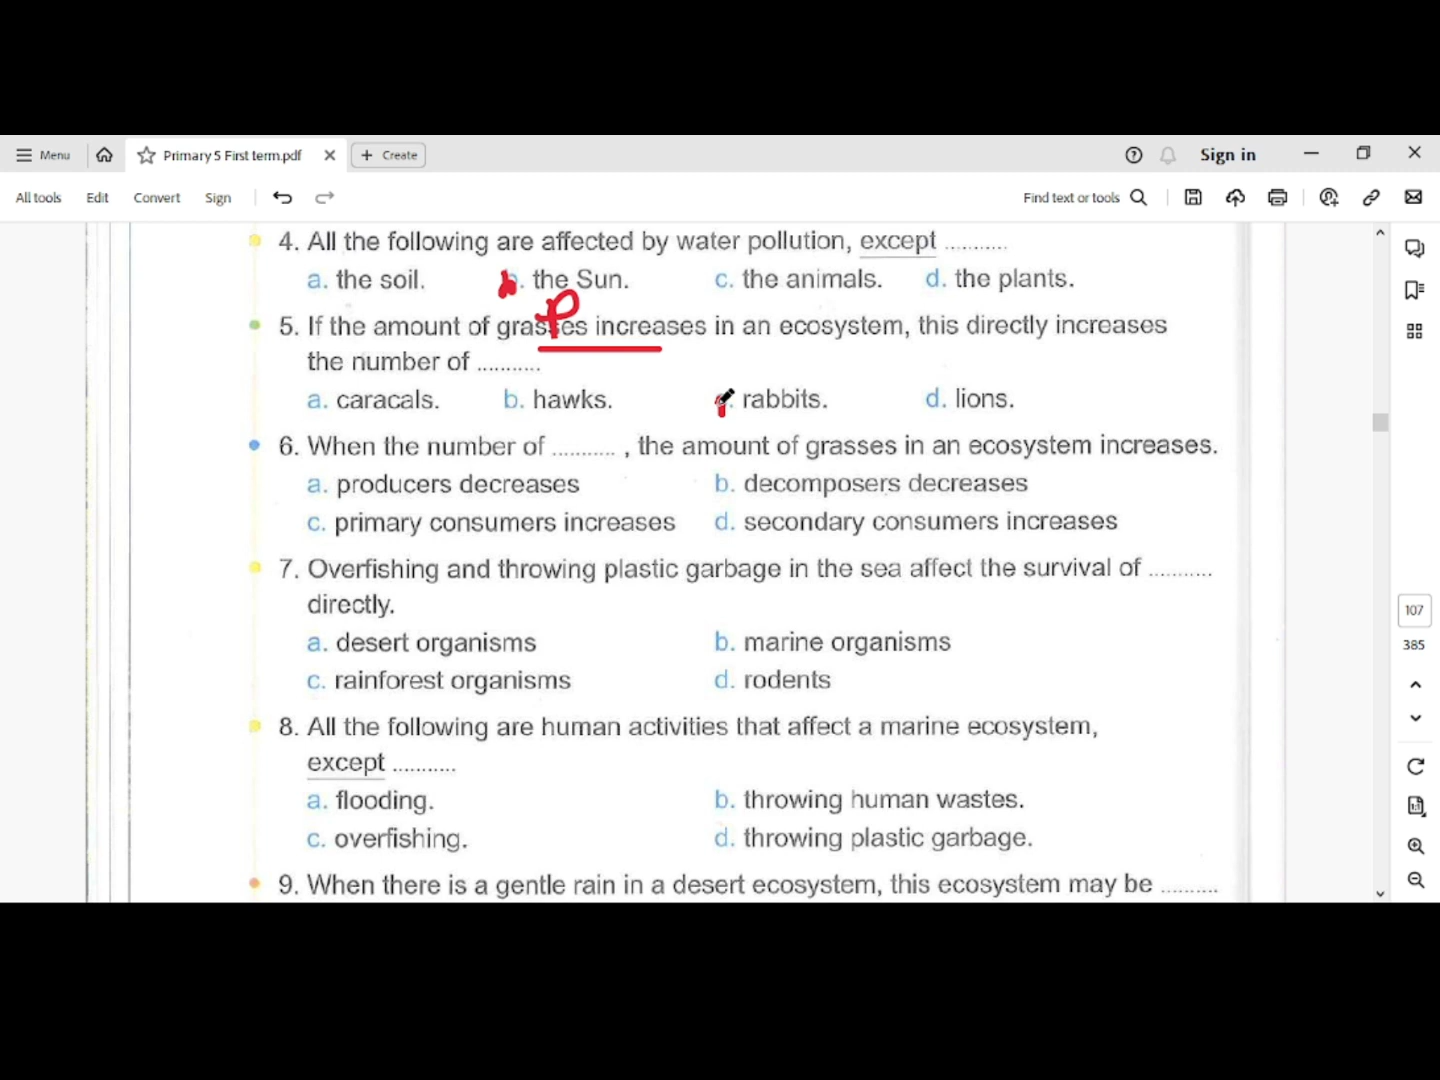 Menu Primary 5 First term.pdf Create Sign in
All tools Edit Convert Sign Find text or tools
4. All the following are affected by water pollution, except ...........
a. the soil. b. the Sun. c. the animals. d. the plants.
P
5. If the amount of grasses increases in an ecosystem, this directly increases
the number of ...........
a. caracals. b. hawks. c. rabbits. d. lions.
6. When the number of ........... , the amount of grasses in an ecosystem increases.
a. producers decreases b. decomposers decreases
c. primary consumers increases d. secondary consumers increases
7. Overfishing and throwing plastic garbage in the sea affect the survival of ...........
directly.
a. desert organisms b. marine organisms
c. rainforest organisms d. rodents
107
385
8. All the following are human activities that affect a marine ecosystem,
except ...........
a. flooding. b. throwing human wastes.
c. overfishing. d. throwing plastic garbage.
9. When there is a gentle rain in a desert ecosystem, this ecosystem may be ..........